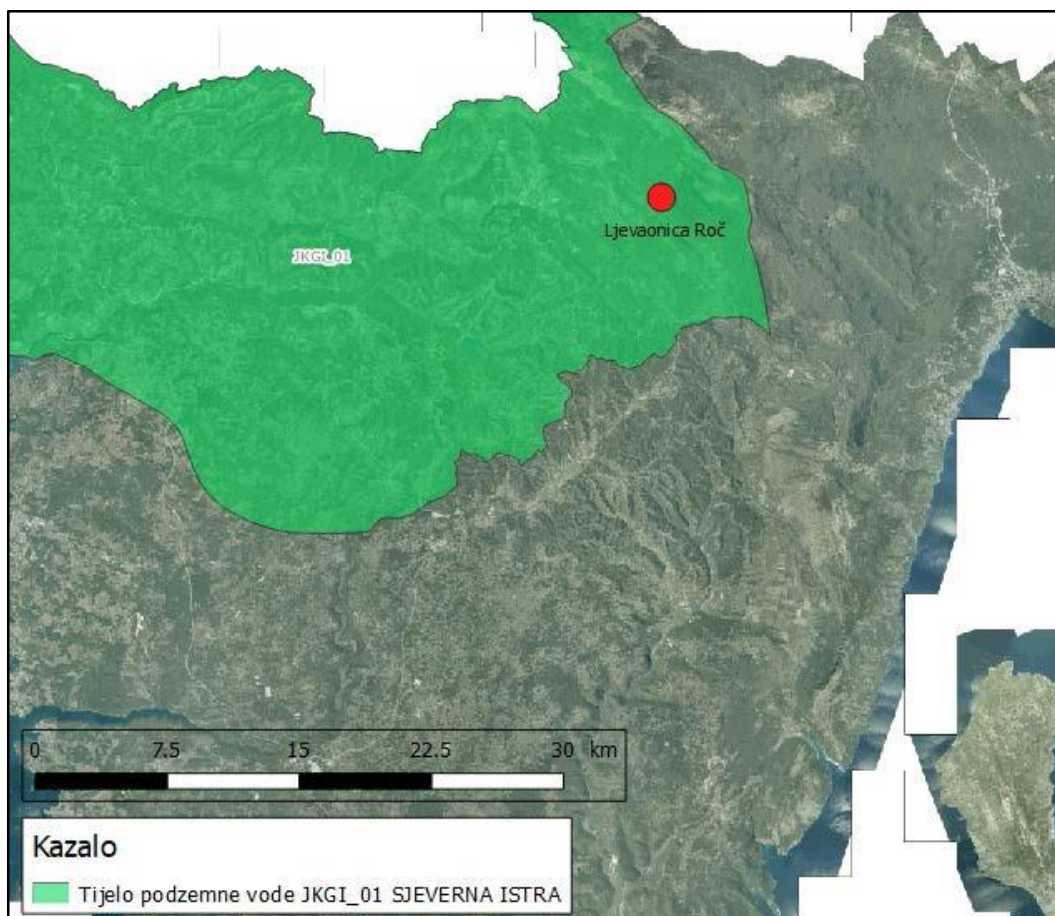 Ljevaonica Roč
JKGI_01
0 7.5 15 22.5 30 km
Kazalo
Tijelo podzemne vode JKGI_01 SJEVERNA ISTRA